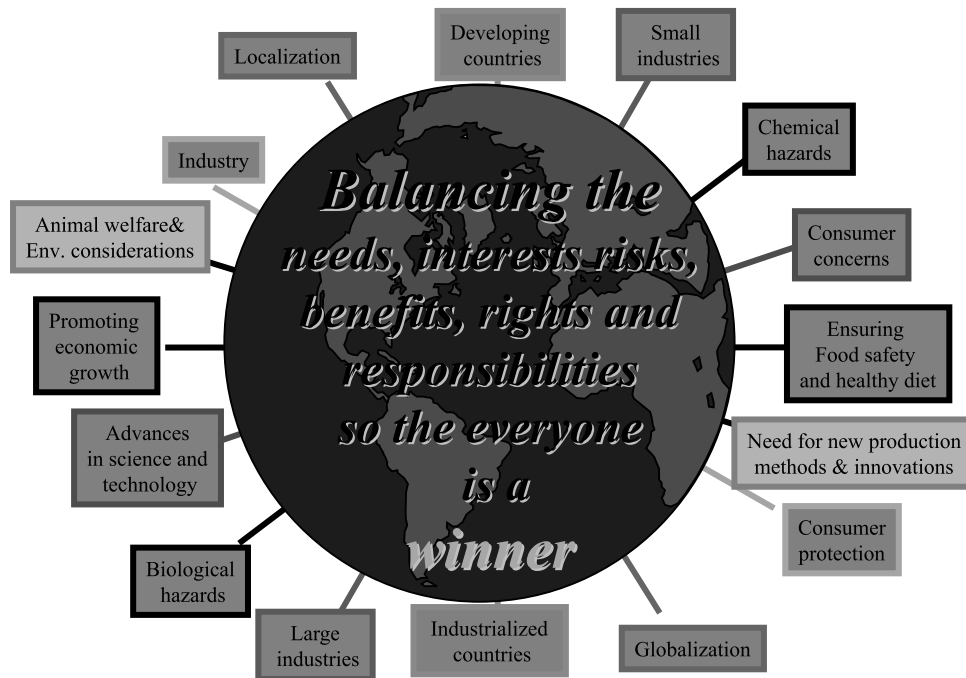 Developing
countries
Small
industries
Localization
Chemical
hazards
Industry
Animal welfare&
Env. considerations
Consumer
concerns
Promoting
economic
growth
Ensuring
Food safety
and healthy diet
Advances
in science and
technology
Need for new production
methods & innovations
Consumer
protection
Biological
hazards
Large
industries
Industrialized
countries
Globalization
Balancing the
needs, interests risks,
benefits, rights and
responsibilities
so the everyone
is a
winner